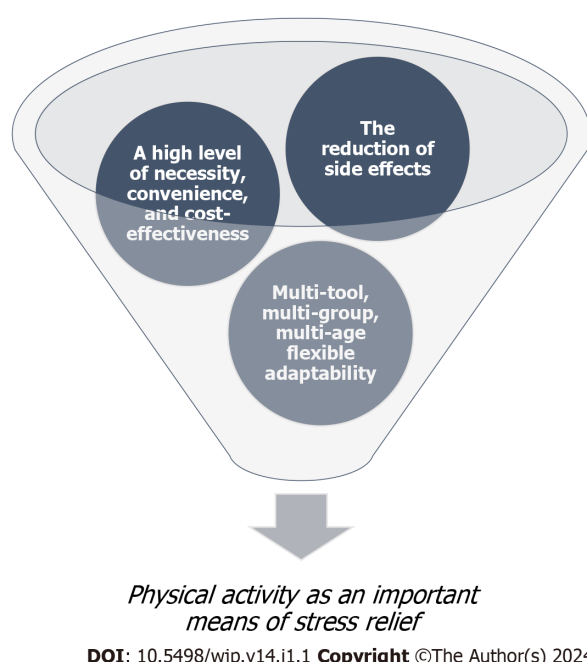 A high level
of necessity,
convenience,
and cost-
effectiveness
The
reduction of
side effects
Multi-tool,
multi-group,
multi-age
flexible
adaptability
Physical activity as an important
means of stress relief
DOI: 10.5498/wjp.v14.i1.1 Copyright ©The Author(s) 2024